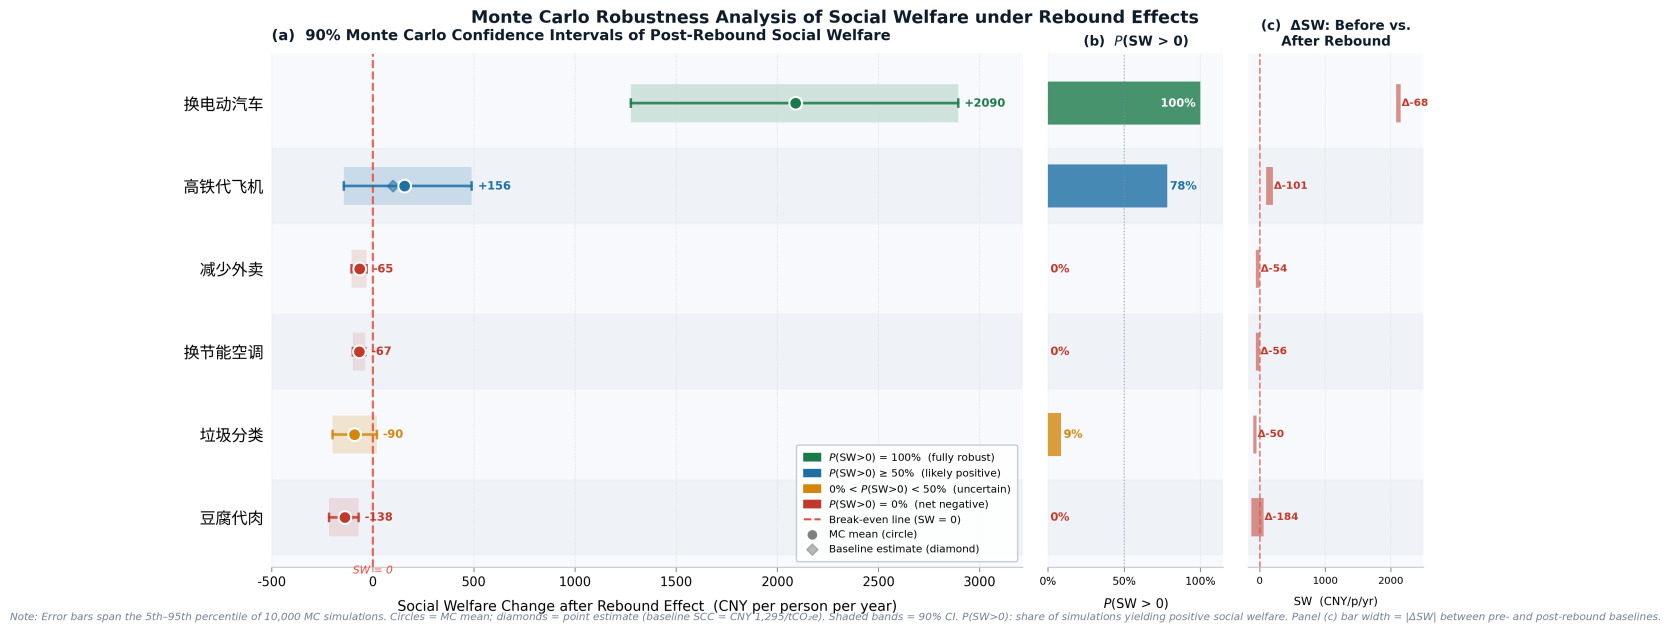 Monte Carlo Robustness Analysis of Social Welfare under Rebound Effects
(a) 90% Monte Carlo Confidence Intervals of Post-Rebound Social Welfare
(b) P(SW > 0)
(c) ΔSW: Before vs.
After Rebound
换电动汽车
+2090
100%
Δ-68
高铁代飞机
+156
78%
Δ-101
减少外卖
-65
0%
Δ-54
换节能空调
-67
0%
Δ-56
垃圾分类
-90
9%
Δ-50
豆腐代肉
-138
0%
Δ-184
P(SW>0) = 100% (fully robust)
P(SW>0) ≥ 50% (likely positive)
0% < P(SW>0) < 50% (uncertain)
P(SW>0) = 0% (net negative)
Break-even line (SW = 0)
MC mean (circle)
Baseline estimate (diamond)
SW = 0
-500 0 500 1000 1500 2000 2500 3000
0% 50% 100%
0 1000 2000
Social Welfare Change after Rebound Effect (CNY per person per year)
P(SW > 0)
SW (CNY/p/yr)
Note: Error bars span the 5th–95th percentile of 10,000 MC simulations. Circles = MC mean; diamonds = point estimate (baseline SCC = CNY 1,295/tCO₂e). Shaded bands = 90% CI. P(SW>0): share of simulations yielding positive social welfare. Panel (c) bar width = |ΔSW| between pre- and post-rebound baselines.